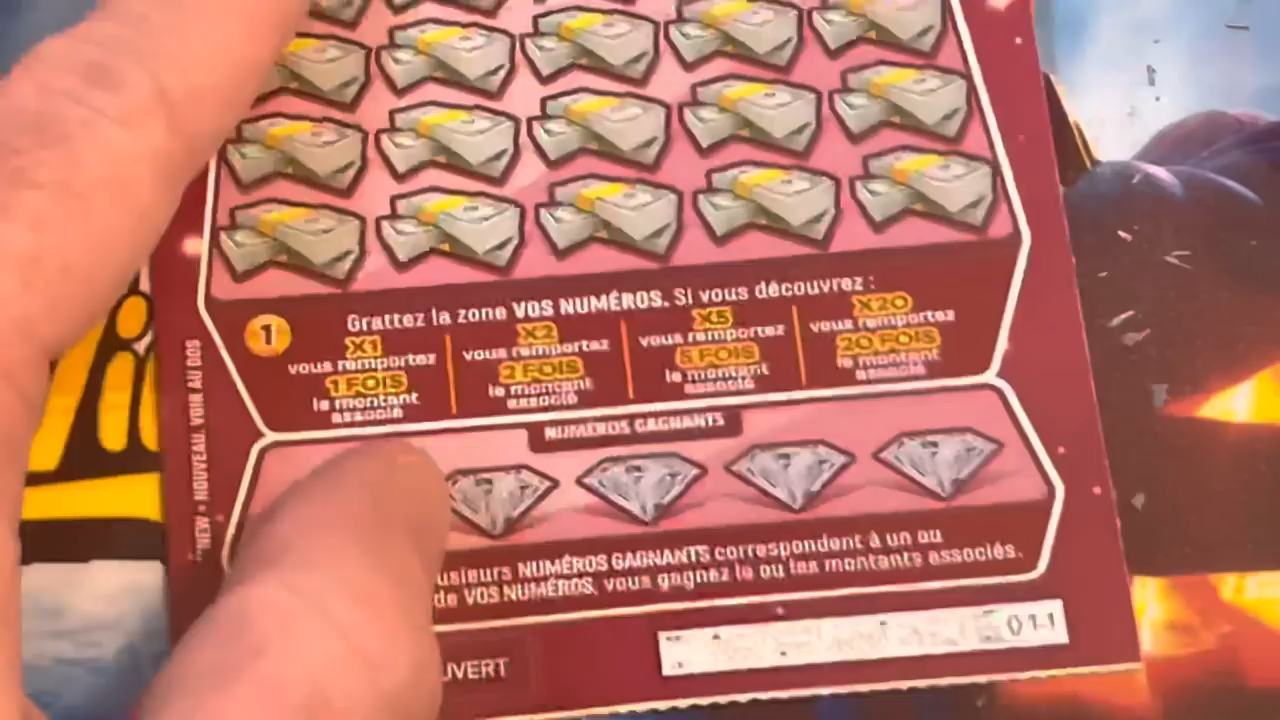 Grattez la zone VOS NUMÉROS. Si vous découvrez :
1
X1
vous remportez
1 FOIS
le montant
associé
X2
vous remportez
2 FOIS
le montant
associé
X5
vous remportez
5 FOIS
le montant
associé
X20
vous remportez
20 FOIS
le montant
associé
NUMÉROS GAGNANTS
usieurs NUMÉROS GAGNANTS correspondent à un ou
de VOS NUMÉROS, vous gagnez le ou les montants associés.
UVERT
011
*NEW = NOUVEAU. VOIR AU DOS